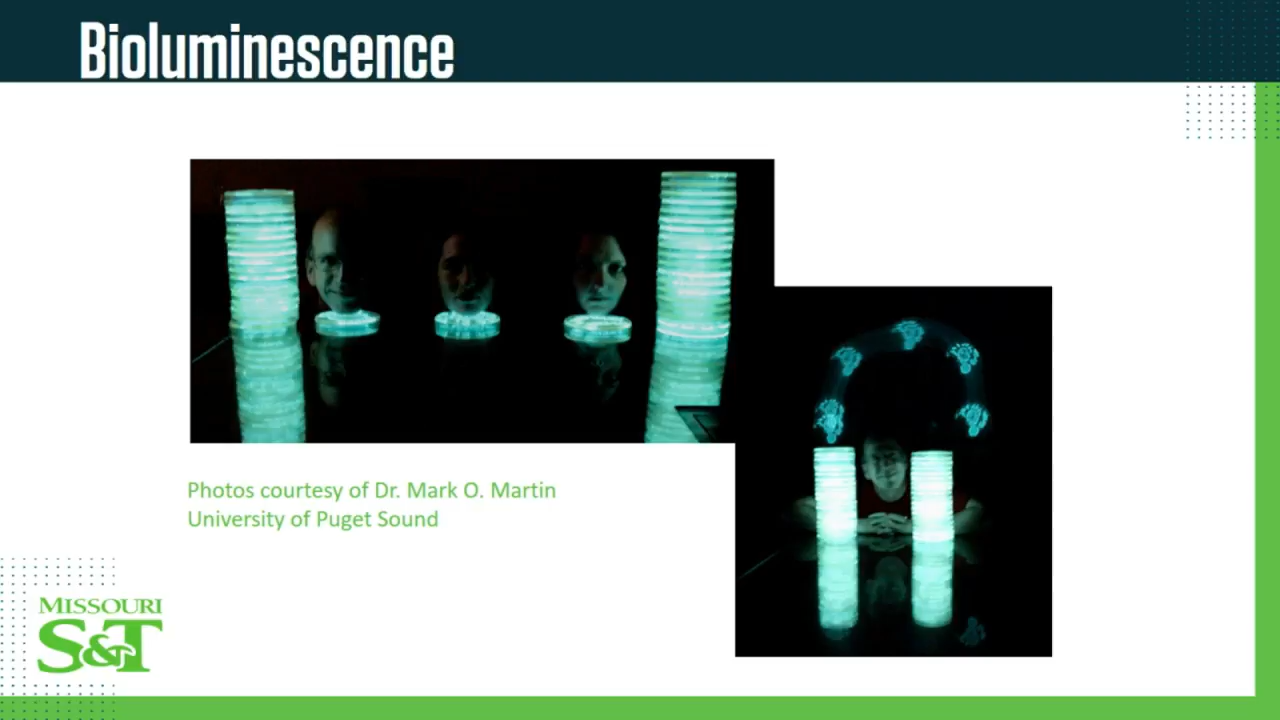 Bioluminescence
Photos courtesy of Dr. Mark O. Martin
University of Puget Sound
MISSOURI
S&T